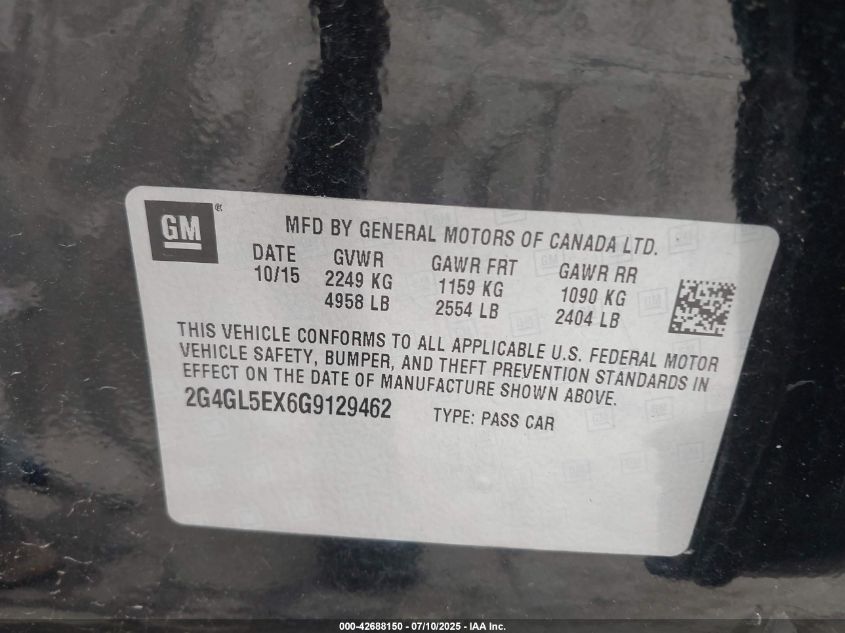 GM ®
MFD BY GENERAL MOTORS OF CANADA LTD.
DATE GVWR GAWR FRT GAWR RR
10/15 2249 KG 1159 KG 1090 KG
4958 LB 2554 LB 2404 LB
THIS VEHICLE CONFORMS TO ALL APPLICABLE U.S. FEDERAL MOTOR
VEHICLE SAFETY, BUMPER, AND THEFT PREVENTION STANDARDS IN
EFFECT ON THE DATE OF MANUFACTURE SHOWN ABOVE.
2G4GL5EX6G9129462 TYPE: PASS CAR
000-42688150 - 07/10/2025 - IAA Inc.